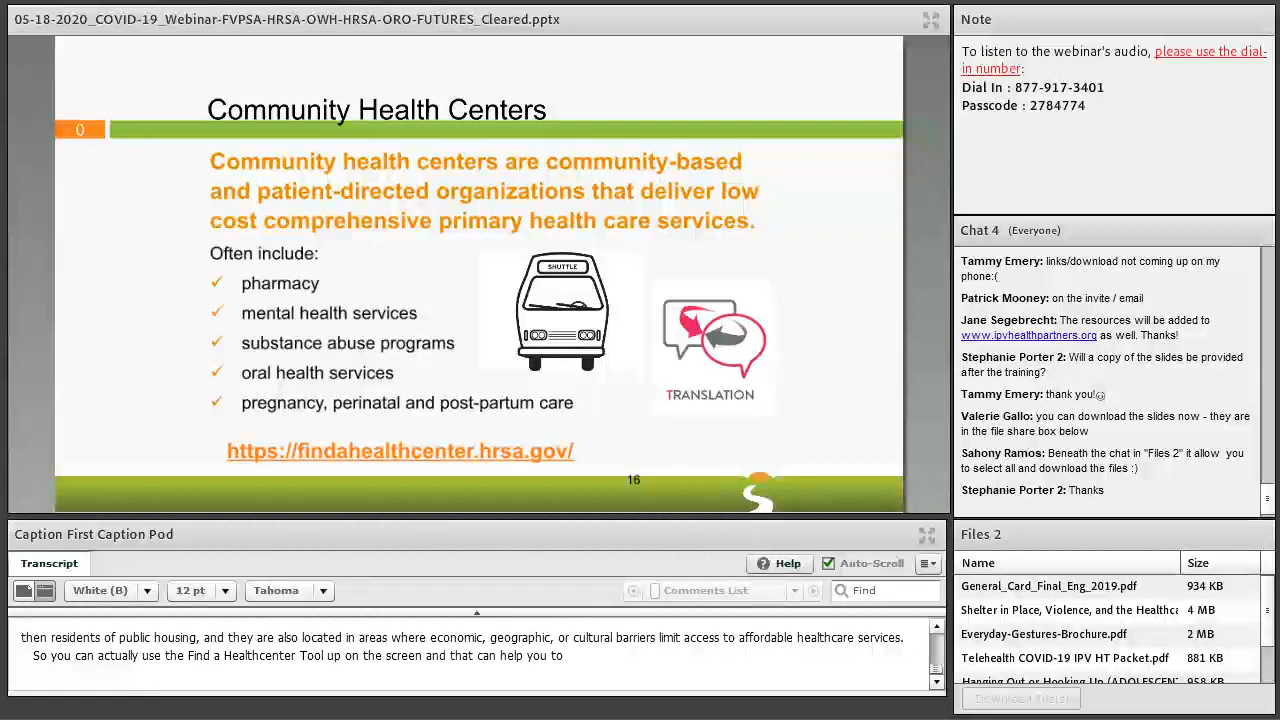 05-18-2020_COVID-19_Webinar-FVPSA-HRSA-OWH-HRSA-ORO-FUTURES_Cleared.pptx
Community Health Centers
0
Community health centers are community-based
and patient-directed organizations that deliver low
cost comprehensive primary health care services.
Often include:
pharmacy
mental health services
substance abuse programs
oral health services
pregnancy, perinatal and post-partum care
SHUTTLE
TRANSLATION
https://findahealthcenter.hrsa.gov/
16
Caption First Caption Pod
Transcript
Help
Auto-Scroll
White (B)
12 pt
Tahoma
Comments List
Find
then residents of public housing, and they are also located in areas where economic, geographic, or cultural barriers limit access to affordable healthcare services.
So you can actually use the Find a Healthcenter Tool up on the screen and that can help you to
Note
To listen to the webinar's audio, please use the dial-
in number:
Dial In : 877-917-3401
Passcode : 2784774
Chat 4 (Everyone)
Tammy Emery: links/download not coming up on my
phone:(
Patrick Mooney: on the invite / email
Jane Segebrecht: The resources will be added to
www.ipvhealthpartners.org as well. Thanks!
Stephanie Porter 2: Will a copy of the slides be provided
after the training?
Tammy Emery: thank you!☺
Valerie Gallo: you can download the slides now - they are
in the file share box below
Sahony Ramos: Beneath the chat in "Files 2" it allow you
to select all and download the files :)
Stephanie Porter 2: Thanks
Files 2
Name Size
General_Card_Final_Eng_2019.pdf 934 KB
Shelter in Place, Violence, and the Healthca 4 MB
Everyday-Gestures-Brochure.pdf 2 MB
Telehealth COVID-19 IPV HT Packet.pdf 881 KB
Hanging Out or Hooking Up (ADOLESCENT 958 KB
Download File(s)